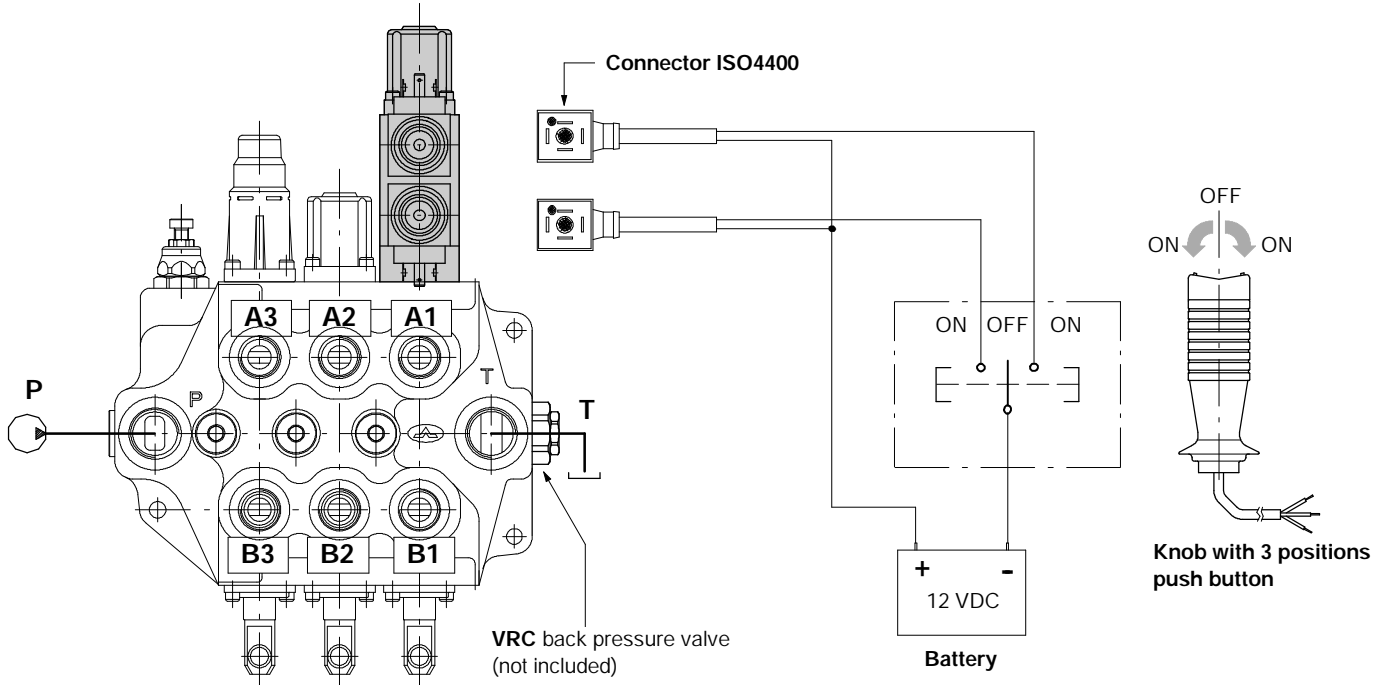 Connector ISO4400
OFF
ON ON
ON OFF ON
A3 A2 A1
P
P
T
T
B3 B2 B1
+ -
12 VDC
Battery
VRC back pressure valve
(not included)
Knob with 3 positions
push button